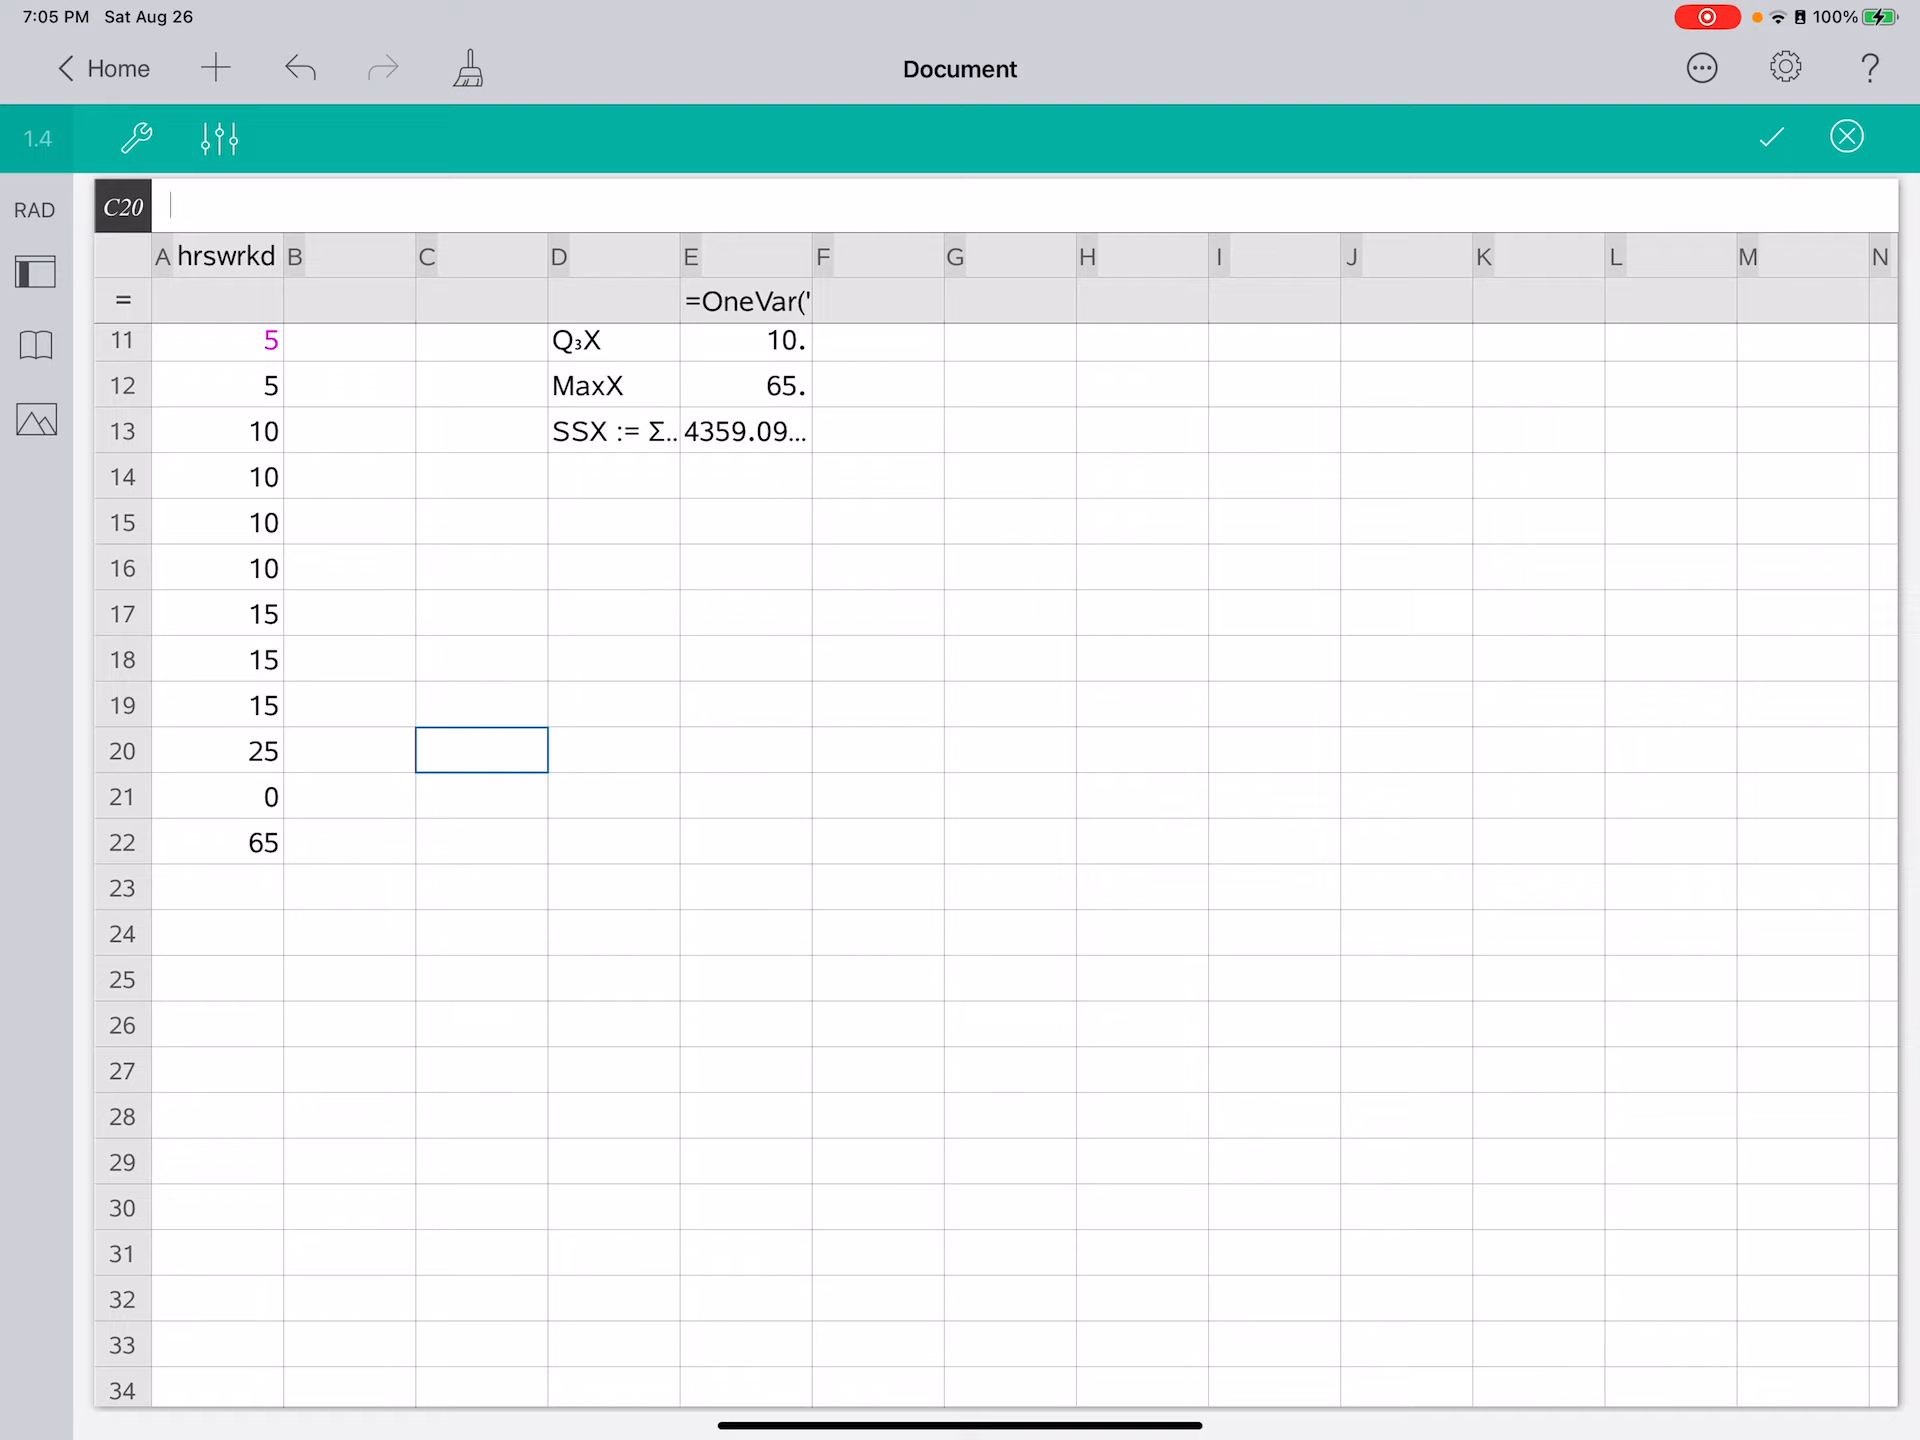 7:05 PM Sat Aug 26
100%
Home
Document
?
1.4
RAD
C20
A hrswrkd B C D E F G H I J K L M N
= =OneVar('
11 5 Q₃X 10.
12 5 MaxX 65.
13 10 SSX := Σ.. 4359.09...
14 10
15 10
16 10
17 15
18 15
19 15
20 25
21 0
22 65
23
24
25
26
27
28
29
30
31
32
33
34